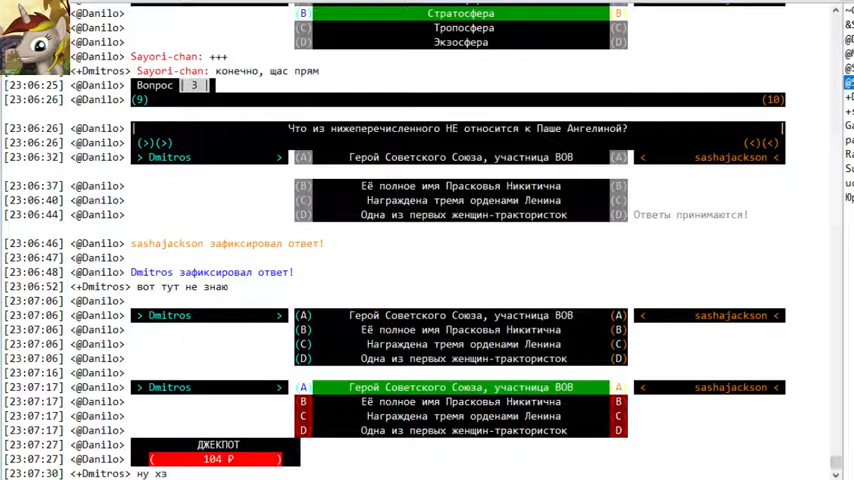 (B) Стратосфера (B)
<@Danilo> (C) Тропосфера (C)
<@Danilo> (D) Экзосфера (D)
<@Danilo> Sayori-chan: +++
<+Dmitros> Sayori-chan: конечно, щас прям
[23:06:25] <@Danilo> Вопрос | 3 |
[23:06:26] <@Danilo> (9) (10)
[23:06:26] <@Danilo> | Что из нижеперечисленного НЕ относится к Паше Ангелиной? |
[23:06:26] <@Danilo> (>)(>) (<)(<)
[23:06:32] <@Danilo> > Dmitros > (A) Герой Советского Союза, участница ВОВ (A) < sashajackson <
[23:06:37] <@Danilo> (B) Её полное имя Прасковья Никитична (B)
[23:06:40] <@Danilo> (C) Награждена тремя орденами Ленина (C)
[23:06:44] <@Danilo> (D) Одна из первых женщин-трактористок (D) Ответы принимаются!
[23:06:46] <@Danilo> sashajackson зафиксировал ответ!
[23:06:47] <@Danilo>
[23:06:48] <@Danilo> Dmitros зафиксировал ответ!
[23:06:52] <+Dmitros> вот тут не знаю
[23:07:06] <@Danilo>
[23:07:06] <@Danilo> > Dmitros > (A) Герой Советского Союза, участница ВОВ (A) < sashajackson <
[23:07:06] <@Danilo> (B) Её полное имя Прасковья Никитична (B)
[23:07:06] <@Danilo> (C) Награждена тремя орденами Ленина (C)
[23:07:06] <@Danilo> (D) Одна из первых женщин-трактористок (D)
[23:07:16] <@Danilo>
[23:07:17] <@Danilo> > Dmitros > (A) Герой Советского Союза, участница ВОВ (A) < sashajackson <
[23:07:17] <@Danilo> B Её полное имя Прасковья Никитична B
[23:07:17] <@Danilo> C Награждена тремя орденами Ленина C
[23:07:17] <@Danilo> D Одна из первых женщин-трактористок D
[23:07:27] <@Danilo> ДЖЕКПОТ
[23:07:27] <@Danilo> ( 104 ₽ )
[23:07:30] <+Dmitros> ну хз